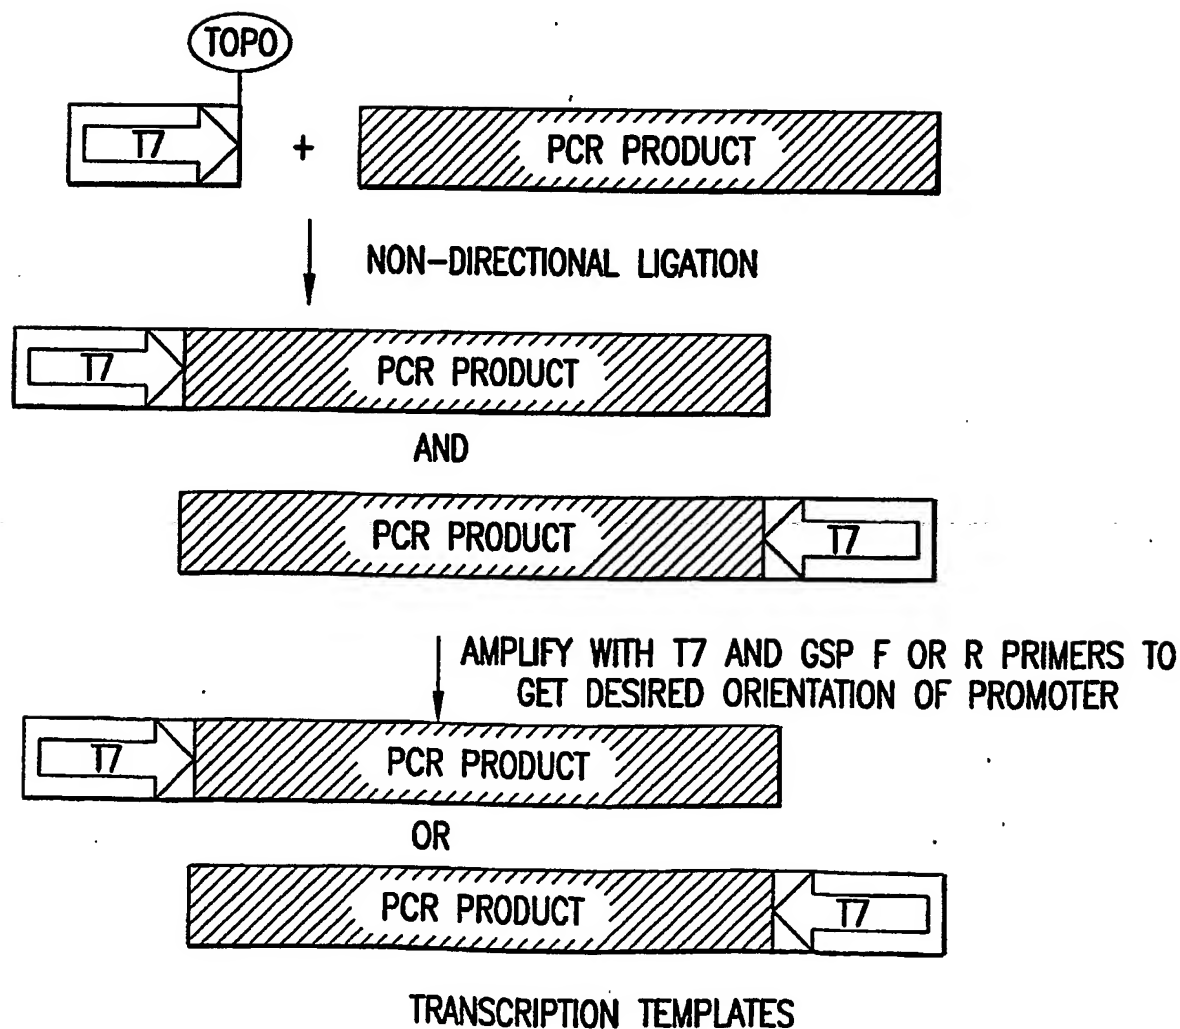 TOPO
T7
+
PCR PRODUCT
NON-DIRECTIONAL LIGATION
T7
PCR PRODUCT
AND
PCR PRODUCT
T7
AMPLIFY WITH T7 AND GSP F OR R PRIMERS TO
GET DESIRED ORIENTATION OF PROMOTER
T7
PCR PRODUCT
OR
PCR PRODUCT
T7
TRANSCRIPTION TEMPLATES